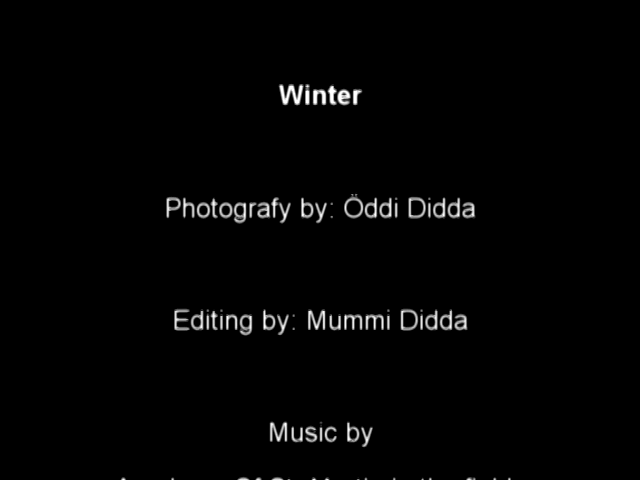 Winter
Photografy by: Öddi Didda
Editing by: Mummi Didda
Music by